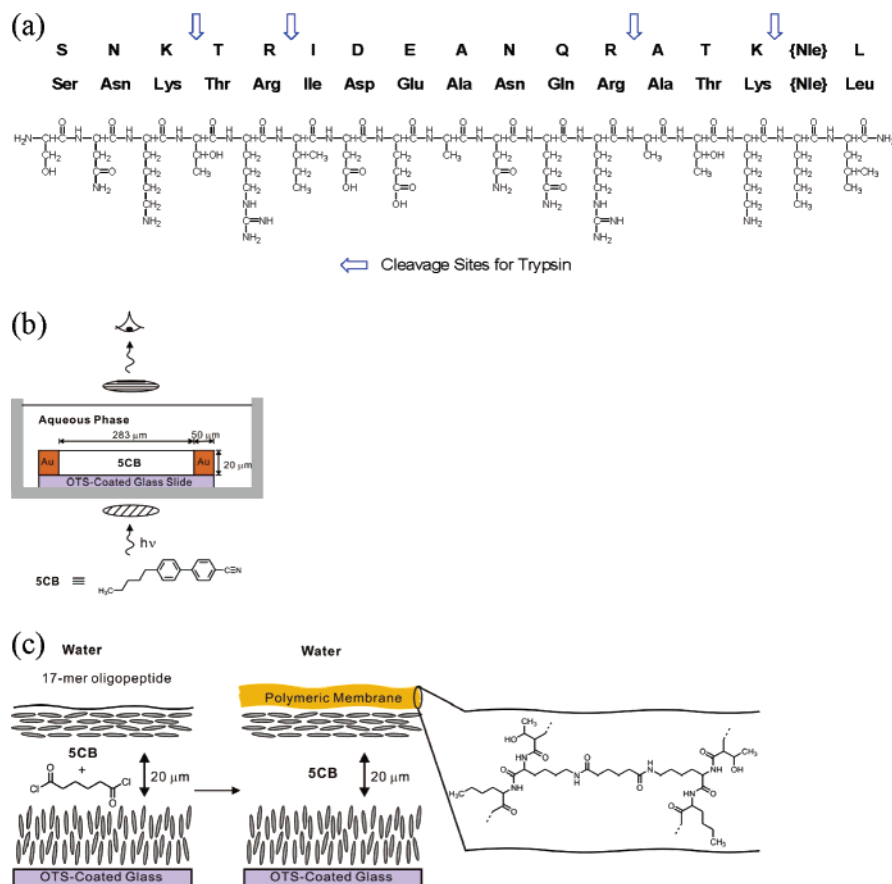 (a)
S N K T R I D E A N Q R A T K {Nle} L
Ser Asn Lys Thr Arg Ile Asp Glu Ala Asn Gln Arg Ala Thr Lys {Nle} Leu
Cleavage Sites for Trypsin
(b)
Aqueous Phase
283 μm 50 μm
Au 5CB Au 20 μm
OTS-Coated Glass Slide
hν
5CB ≡ H₃C C≡N
(c)
Water Water
17-mer oligopeptide
Polymeric Membrane
5CB
+
20 μm
5CB 20 μm
Cl O O Cl
OTS-Coated Glass OTS-Coated Glass